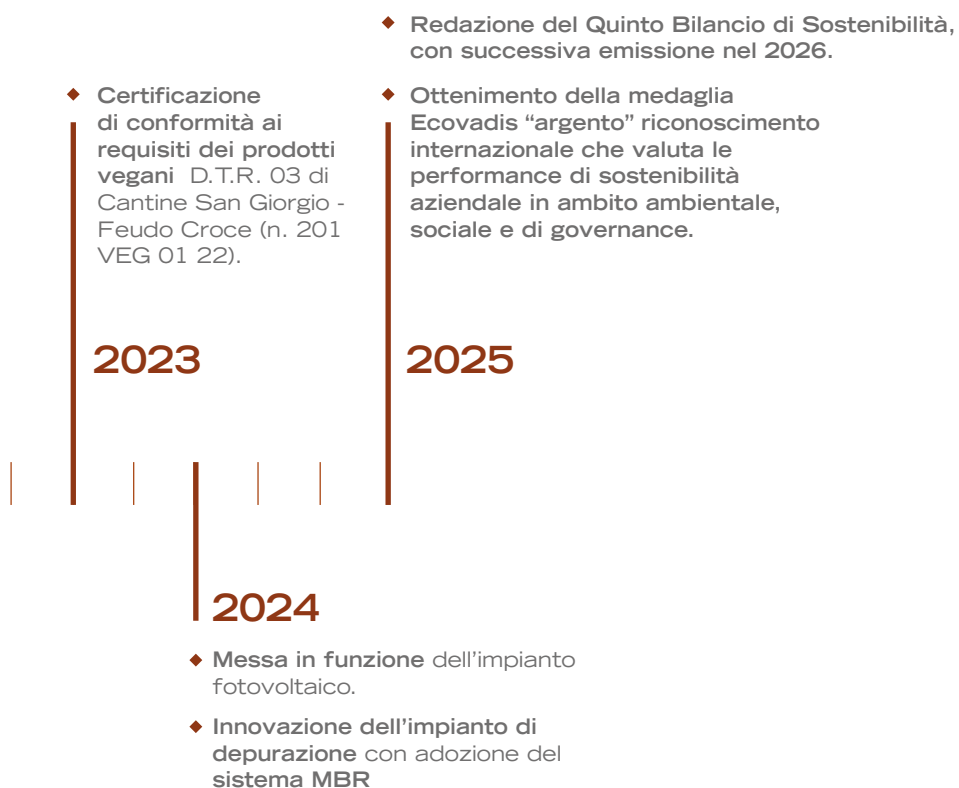 Certificazione
di conformità ai
requisiti dei prodotti
vegani D.T.R. 03 di
Cantine San Giorgio -
Feudo Croce (n. 201
VEG 01 22).
2023
Redazione del Quinto Bilancio di Sostenibilità,
con successiva emissione nel 2026.
Ottenimento della medaglia
Ecovadis “argento” riconoscimento
internazionale che valuta le
performance di sostenibilità
aziendale in ambito ambientale,
sociale e di governance.
2025
2024
Messa in funzione dell’impianto
fotovoltaico.
Innovazione dell’impianto di
depurazione con adozione del
sistema MBR